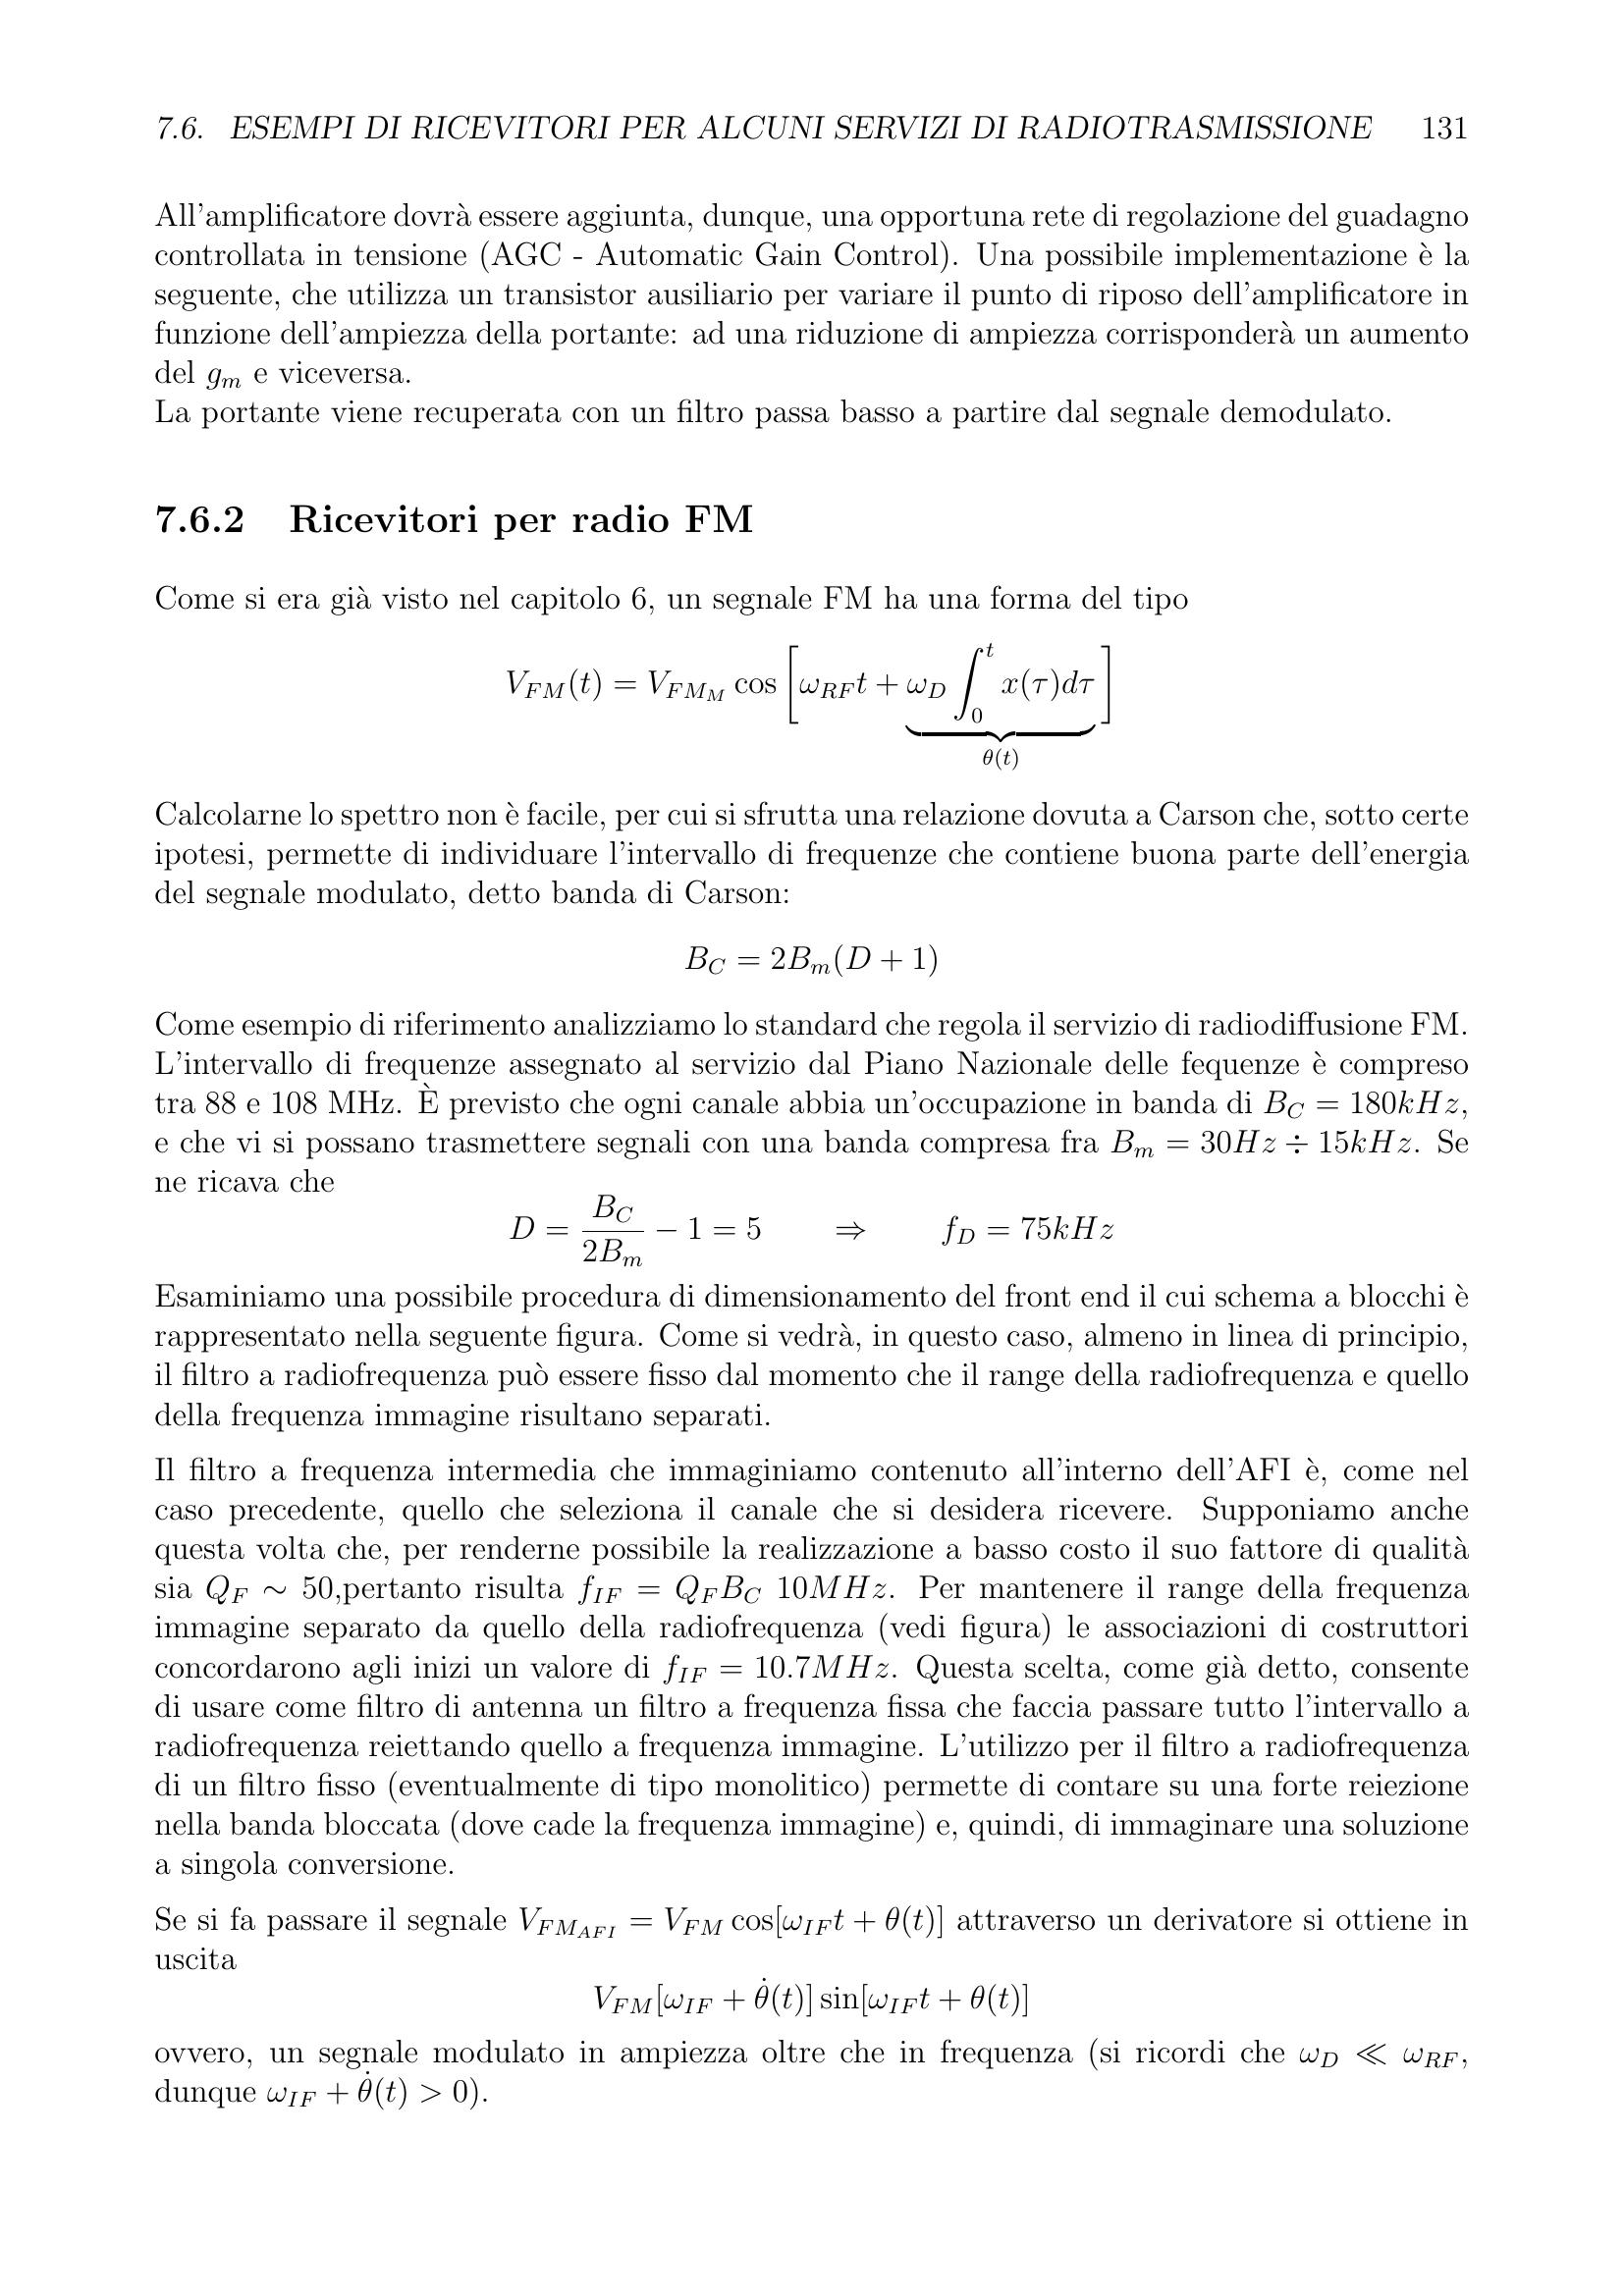 7.6. ESEMPI DI RICEVITORI PER ALCUNI SERVIZI DI RADIOTRASMISSIONE 131
All'amplificatore dovrà essere aggiunta, dunque, una opportuna rete di regolazione del guadagno
controllata in tensione (AGC - Automatic Gain Control). Una possibile implementazione è la
seguente, che utilizza un transistor ausiliario per variare il punto di riposo dell'amplificatore in
funzione dell'ampiezza della portante: ad una riduzione di ampiezza corrisponderà un aumento
del $g_m$ e viceversa.
La portante viene recuperata con un filtro passa basso a partire dal segnale demodulato.
7.6.2 Ricevitori per radio FM
Come si era già visto nel capitolo 6, un segnale FM ha una forma del tipo
$V_{FM}(t) = V_{FM_M} \cos\left[\omega_{RF}t + \underbrace{\omega_D \int_0^t x(\tau)d\tau}_{\theta(t)}\right]$
Calcolarne lo spettro non è facile, per cui si sfrutta una relazione dovuta a Carson che, sotto certe
ipotesi, permette di individuare l'intervallo di frequenze che contiene buona parte dell'energia
del segnale modulato, detto banda di Carson:
$B_C = 2B_m(D + 1)$
Come esempio di riferimento analizziamo lo standard che regola il servizio di radiodiffusione FM.
L'intervallo di frequenze assegnato al servizio dal Piano Nazionale delle fequenze è compreso
tra 88 e 108 MHz. È previsto che ogni canale abbia un'occupazione in banda di $B_C = 180kHz$,
e che vi si possano trasmettere segnali con una banda compresa fra $B_m = 30Hz \div 15kHz$. Se
ne ricava che
$D = \frac{B_C}{2B_m} - 1 = 5 \quad \Rightarrow \quad f_D = 75kHz$
Esaminiamo una possibile procedura di dimensionamento del front end il cui schema a blocchi è
rappresentato nella seguente figura. Come si vedrà, in questo caso, almeno in linea di principio,
il filtro a radiofrequenza può essere fisso dal momento che il range della radiofrequenza e quello
della frequenza immagine risultano separati.
Il filtro a frequenza intermedia che immaginiamo contenuto all'interno dell'AFI è, come nel
caso precedente, quello che seleziona il canale che si desidera ricevere. Supponiamo anche
questa volta che, per renderne possibile la realizzazione a basso costo il suo fattore di qualità
sia $Q_F \sim 50$,pertanto risulta $f_{IF} = Q_F B_C \ 10MHz$. Per mantenere il range della frequenza
immagine separato da quello della radiofrequenza (vedi figura) le associazioni di costruttori
concordarono agli inizi un valore di $f_{IF} = 10.7MHz$. Questa scelta, come già detto, consente
di usare come filtro di antenna un filtro a frequenza fissa che faccia passare tutto l'intervallo a
radiofrequenza reiettando quello a frequenza immagine. L'utilizzo per il filtro a radiofrequenza
di un filtro fisso (eventualmente di tipo monolitico) permette di contare su una forte reiezione
nella banda bloccata (dove cade la frequenza immagine) e, quindi, di immaginare una soluzione
a singola conversione.
Se si fa passare il segnale $V_{FM_{AFI}} = V_{FM} \cos[\omega_{IF}t + \theta(t)]$ attraverso un derivatore si ottiene in
uscita
$V_{FM}[\omega_{IF} + \dot{\theta}(t)] \sin[\omega_{IF}t + \theta(t)]$
ovvero, un segnale modulato in ampiezza oltre che in frequenza (si ricordi che $\omega_D \ll \omega_{RF}$,
dunque $\omega_{IF} + \dot{\theta}(t) > 0$).